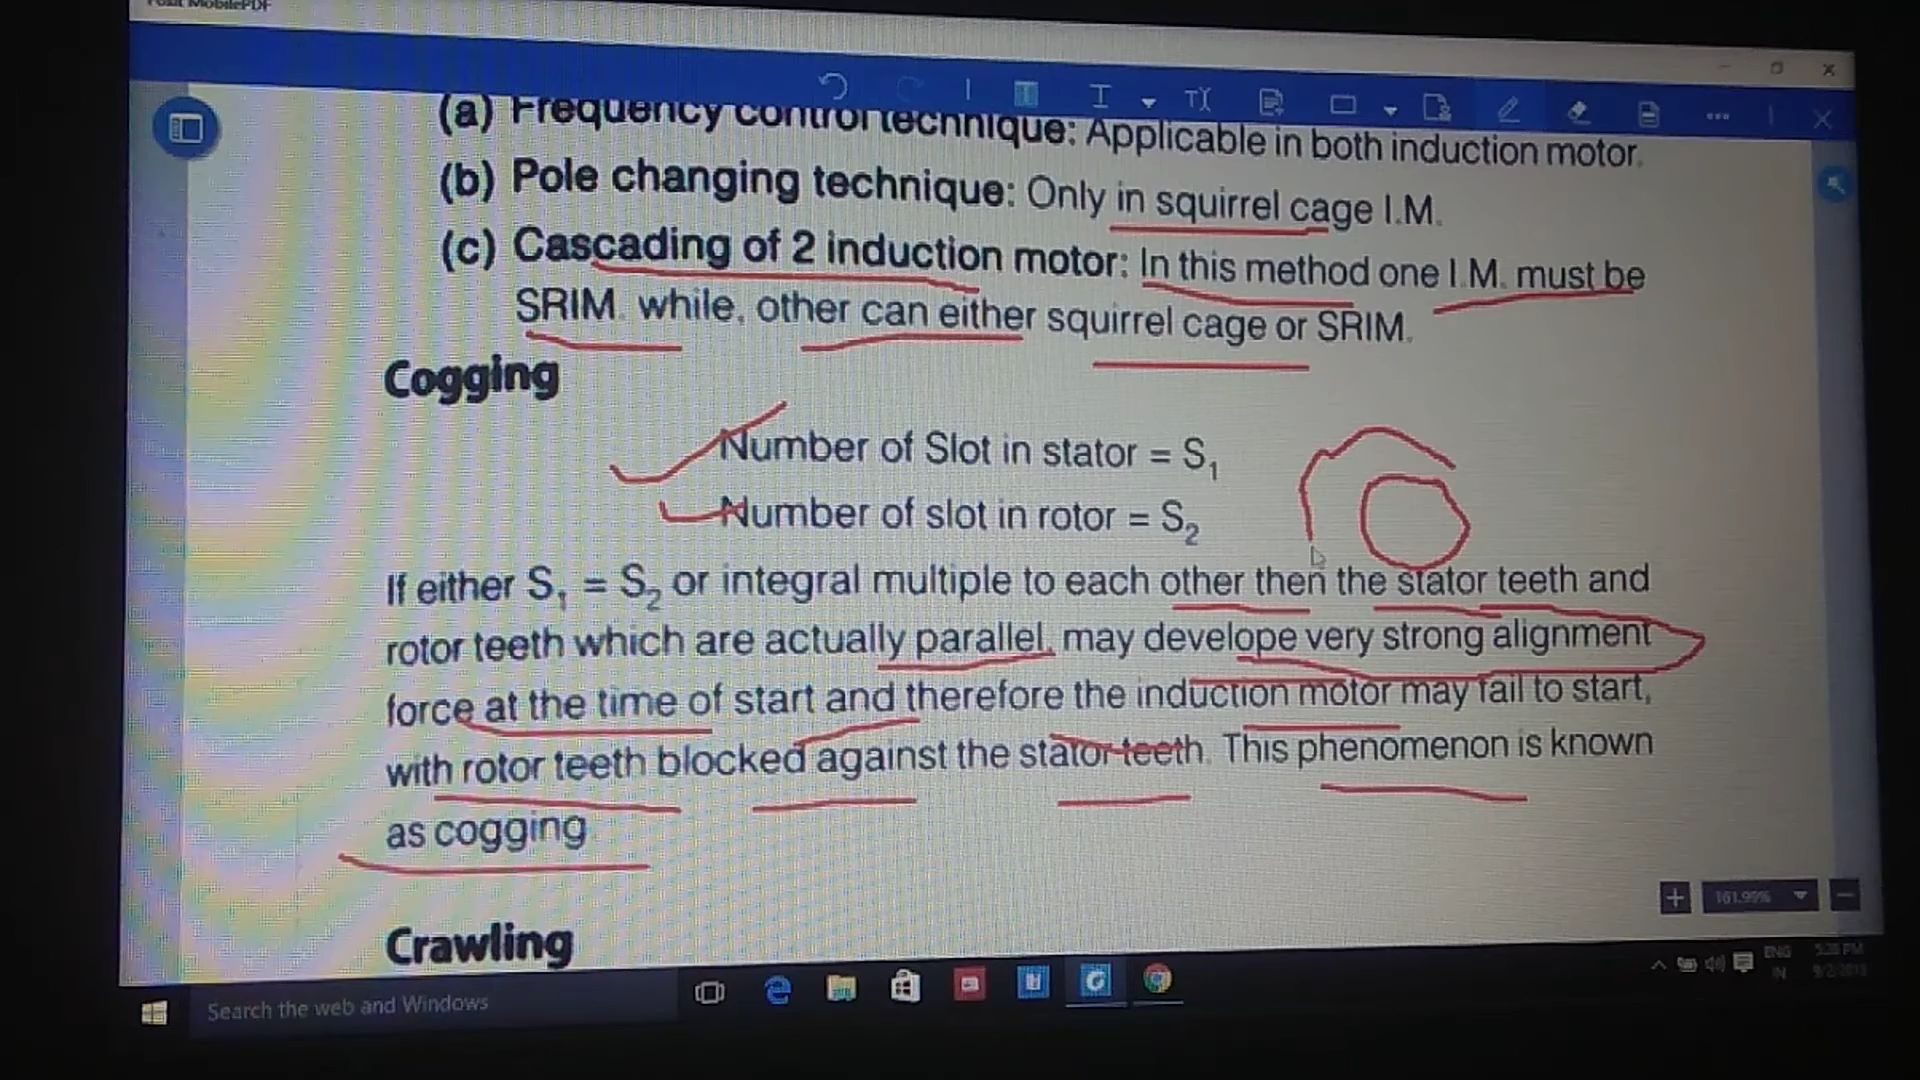 MobilePDF
(a) Frequency control technique: Applicable in both induction motor.
(b) Pole changing technique: Only in squirrel cage I.M.
(c) Cascading of 2 induction motor: In this method one I.M. must be
SRIM. while, other can either squirrel cage or SRIM.
Cogging
Number of Slot in stator = S₁
Number of slot in rotor = S₂
If either S₁ = S₂ or integral multiple to each other then the stator teeth and
rotor teeth which are actually parallel, may develope very strong alignment
force at the time of start and therefore the induction motor may fail to start,
with rotor teeth blocked against the stator teeth. This phenomenon is known
as cogging
161.99%
Crawling
ENG
IN
Search the web and Windows